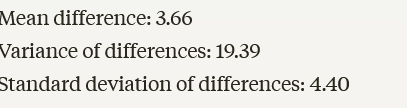 Mean difference: 3.66
Variance of differences: 19.39
Standard deviation of differences: 4.40